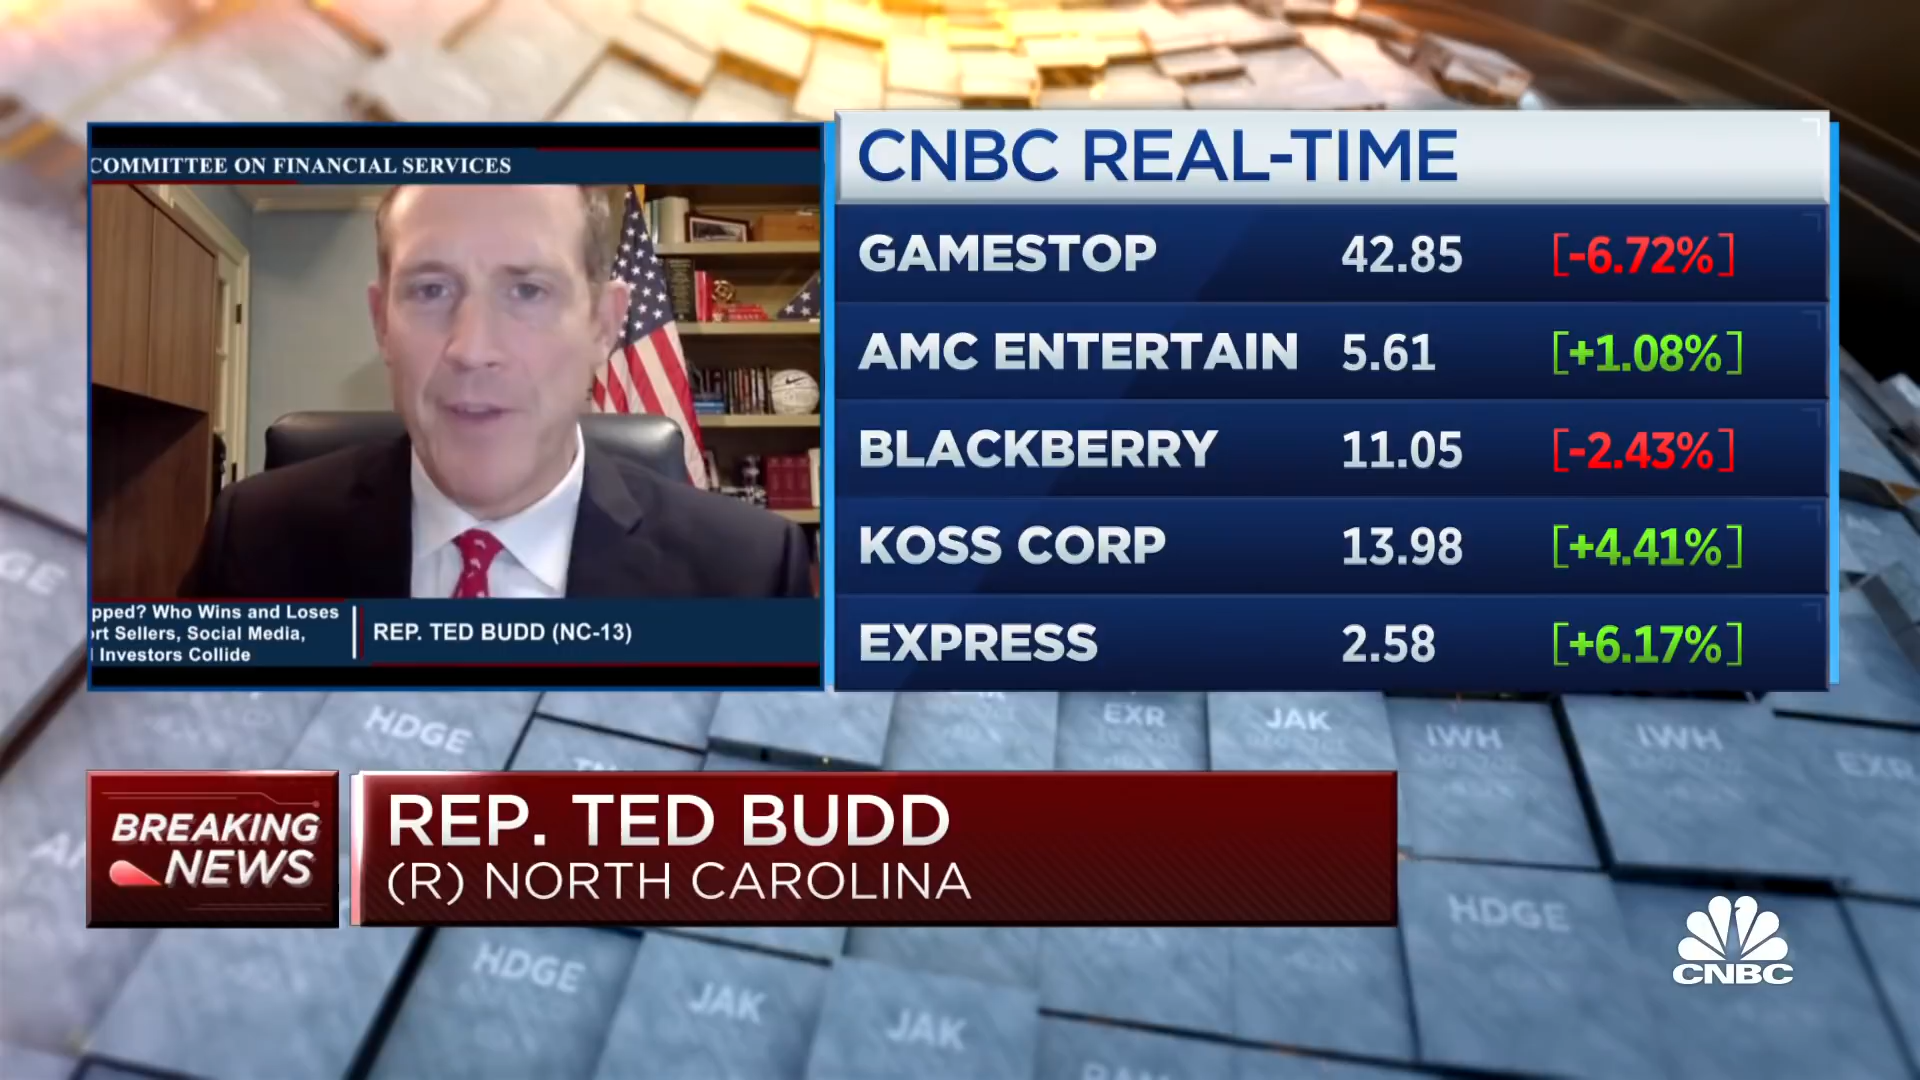 COMMITTEE ON FINANCIAL SERVICES
pped? Who Wins and Loses
rt Sellers, Social Media,
Investors Collide
REP. TED BUDD (NC-13)
CNBC REAL-TIME
GAMESTOP 42.85 [-6.72%]
AMC ENTERTAIN 5.61 [+1.08%]
BLACKBERRY 11.05 [-2.43%]
KOSS CORP 13.98 [+4.41%]
EXPRESS 2.58 [+6.17%]
BREAKING
NEWS
REP. TED BUDD
(R) NORTH CAROLINA
CNBC
HDGE
EXR
JAK
IWH
IWH
EXR
HDGE
HDGE
JAK
JAK